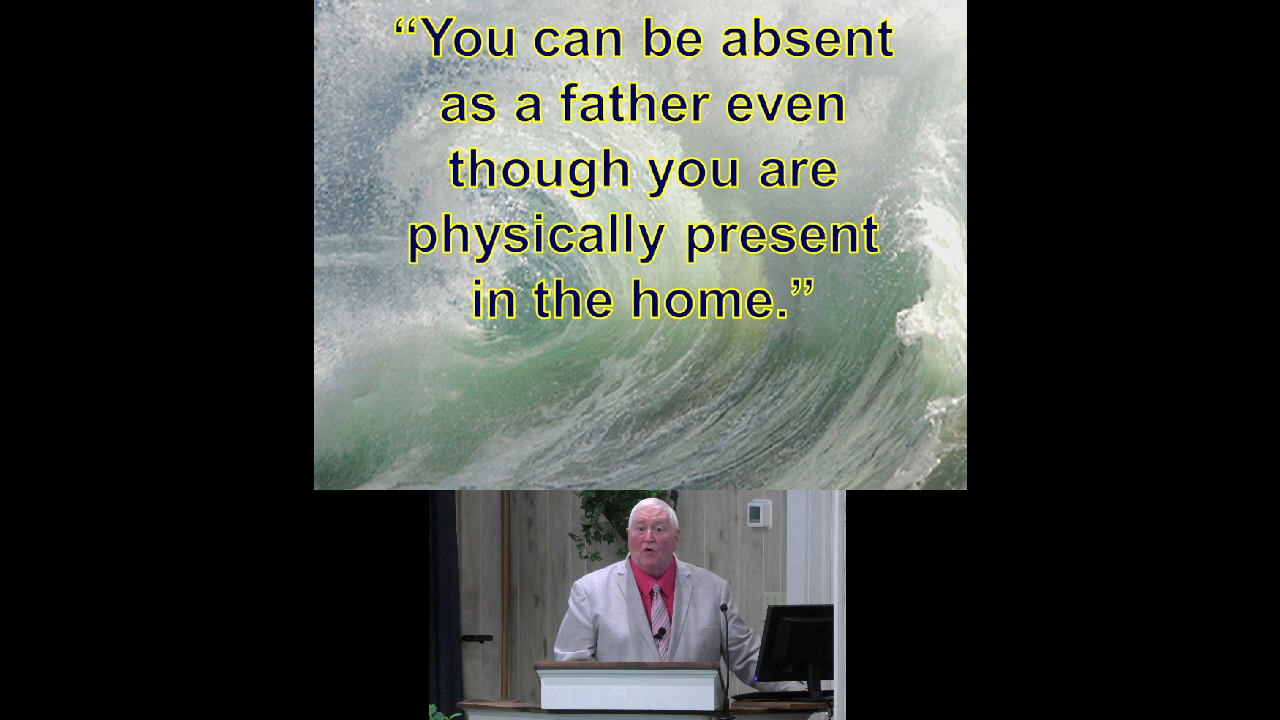 “You can be absent
as a father even
though you are
physically present
in the home.”